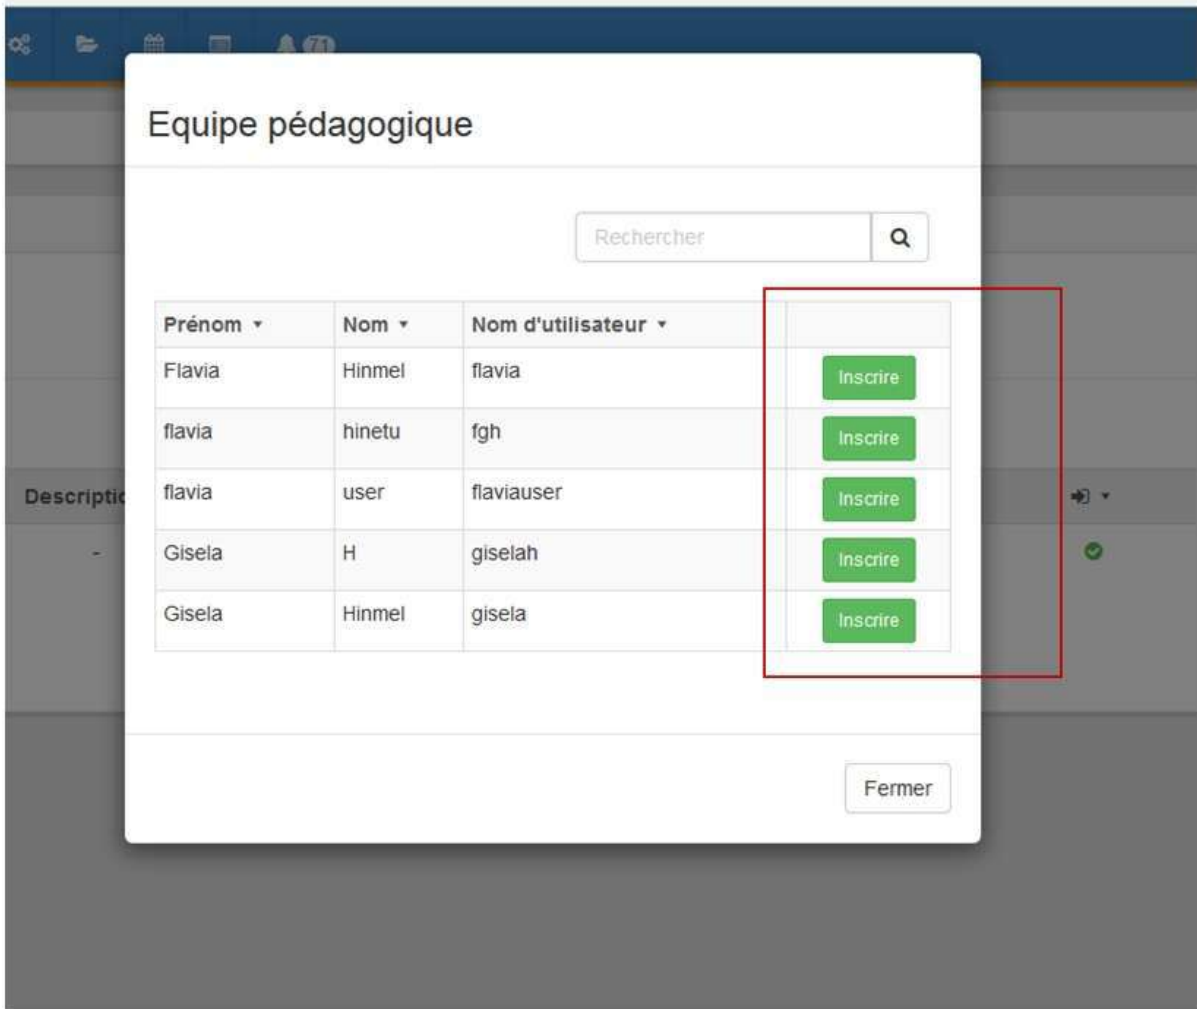 71
Equipe pédagogique
Rechercher
Prénom Nom Nom d'utilisateur
Flavia Hinmel flavia Inscrire
flavia hinetu fgh Inscrire
flavia user flaviauser Inscrire
Gisela H giselah Inscrire
Gisela Hinmel gisela Inscrire
Descriptio
-
Fermer